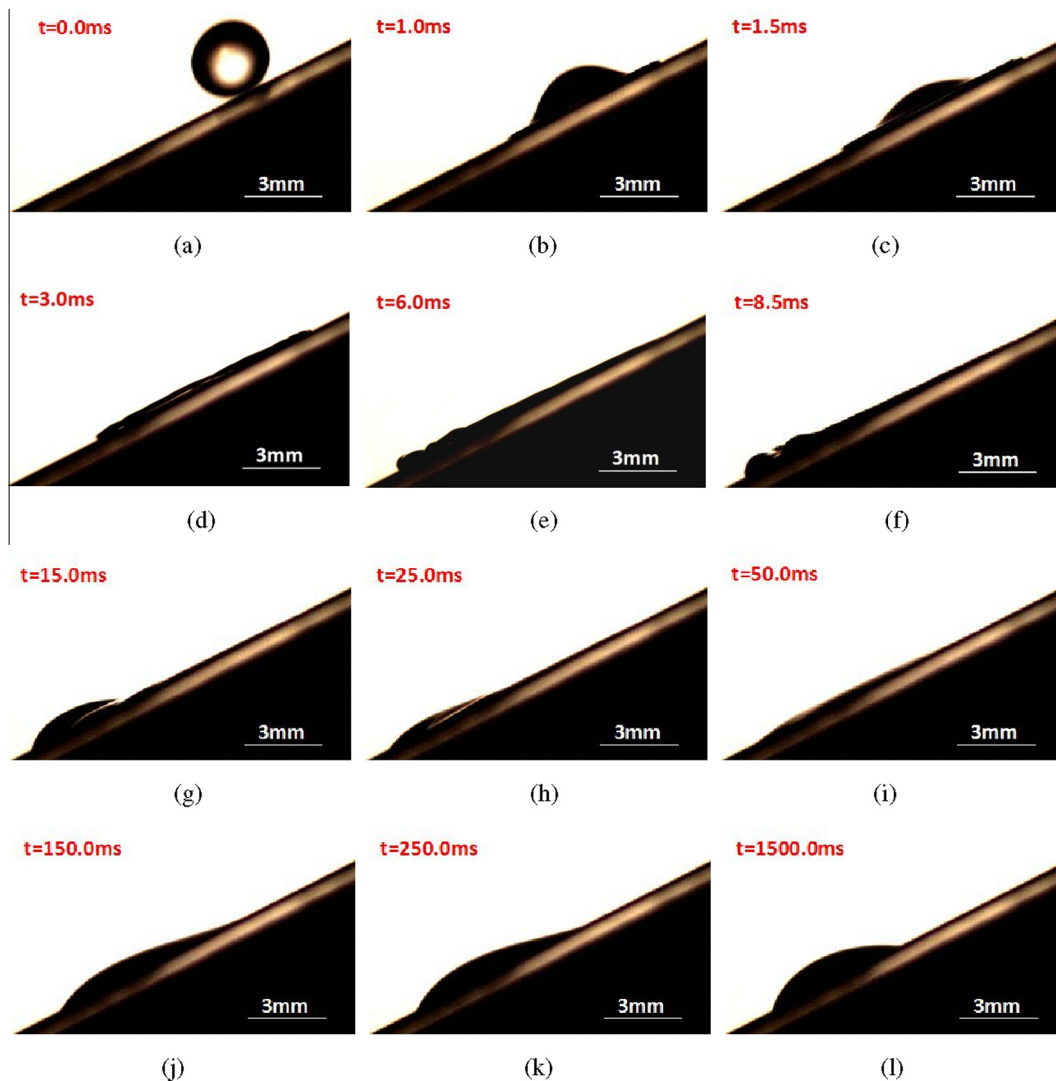 t=0.0ms
t=1.0ms
t=1.5ms
3mm
3mm
3mm
(a)
(b)
(c)
t=3.0ms
t=6.0ms
t=8.5ms
3mm
3mm
3mm
(d)
(e)
(f)
t=15.0ms
t=25.0ms
t=50.0ms
3mm
3mm
3mm
(g)
(h)
(i)
t=150.0ms
t=250.0ms
t=1500.0ms
3mm
3mm
3mm
(j)
(k)
(l)